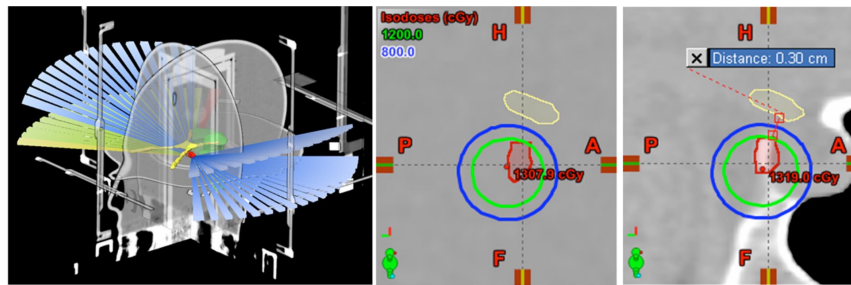 Isodoses (cGy)
1200.0
800.0
H
P
A
1307.9 cGy
F
H
X Distance: 0.30 cm
P
A
1319.0 cGy
F